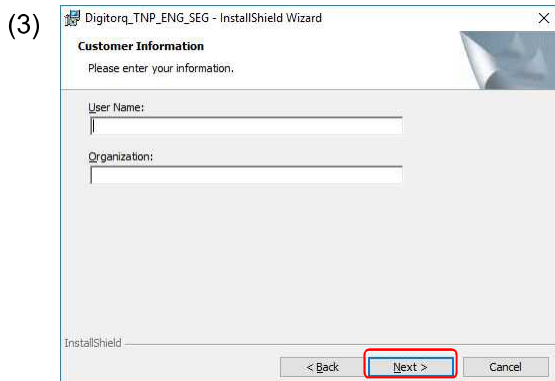 (3)
Digitorq_TNP_ENG_SEG - InstallShield Wizard
Customer Information
Please enter your information.
User Name:
Organization:
InstallShield
< Back Next > Cancel